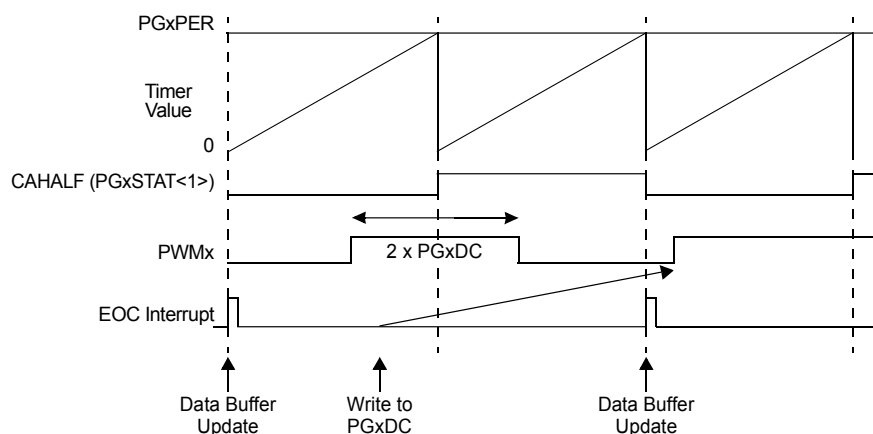 PGxPER
Timer
Value
0
CAHALF (PGxSTAT<1>)
PWMx
2 x PGxDC
EOC Interrupt
Data Buffer
Update
Write to
PGxDC
Data Buffer
Update